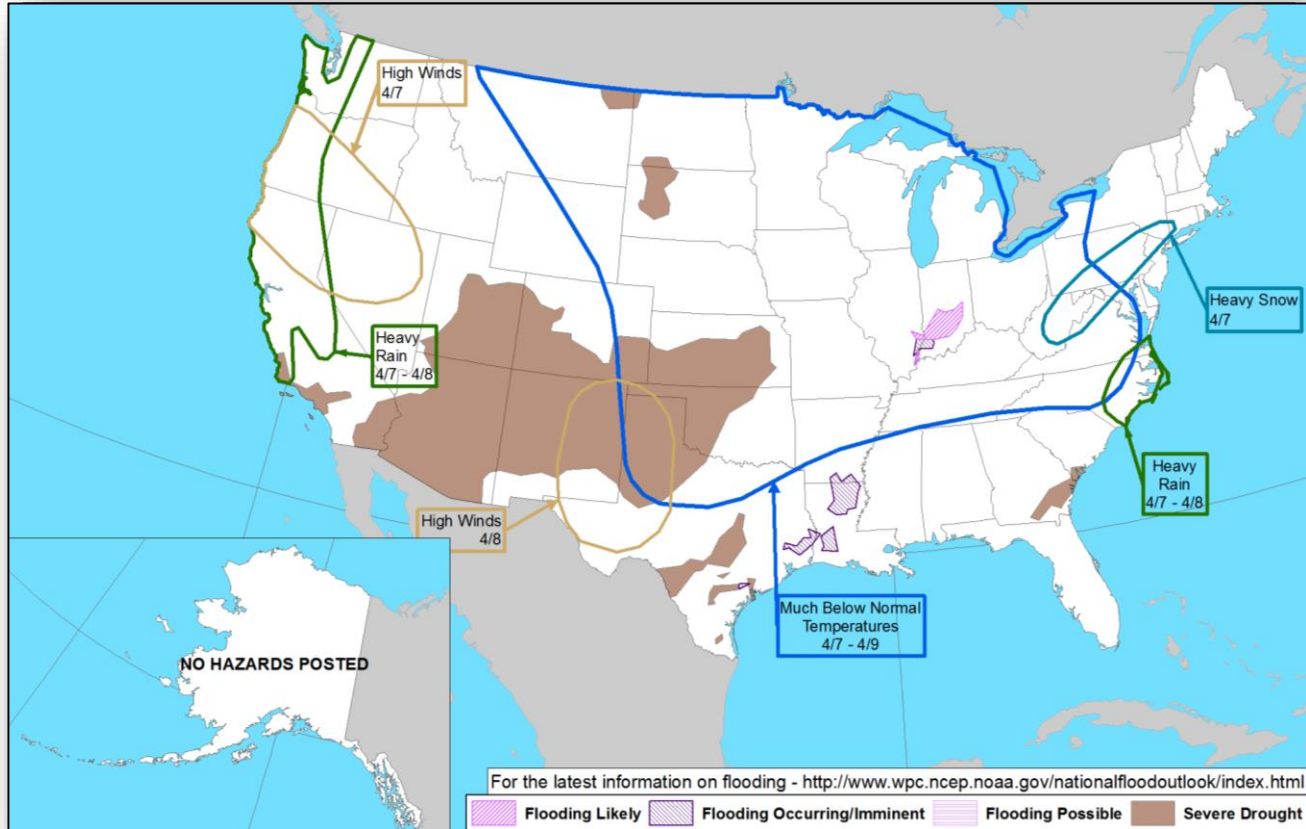 High Winds
4/7
Heavy Snow
4/7
Heavy
Rain
4/7 - 4/8
Heavy
Rain
4/7 - 4/8
High Winds
4/8
Much Below Normal
Temperatures
4/7 - 4/9
NO HAZARDS POSTED
For the latest information on flooding - http://www.wpc.ncep.noaa.gov/nationalfloodoutlook/index.html
Flooding Likely Flooding Occurring/Imminent Flooding Possible Severe Drought